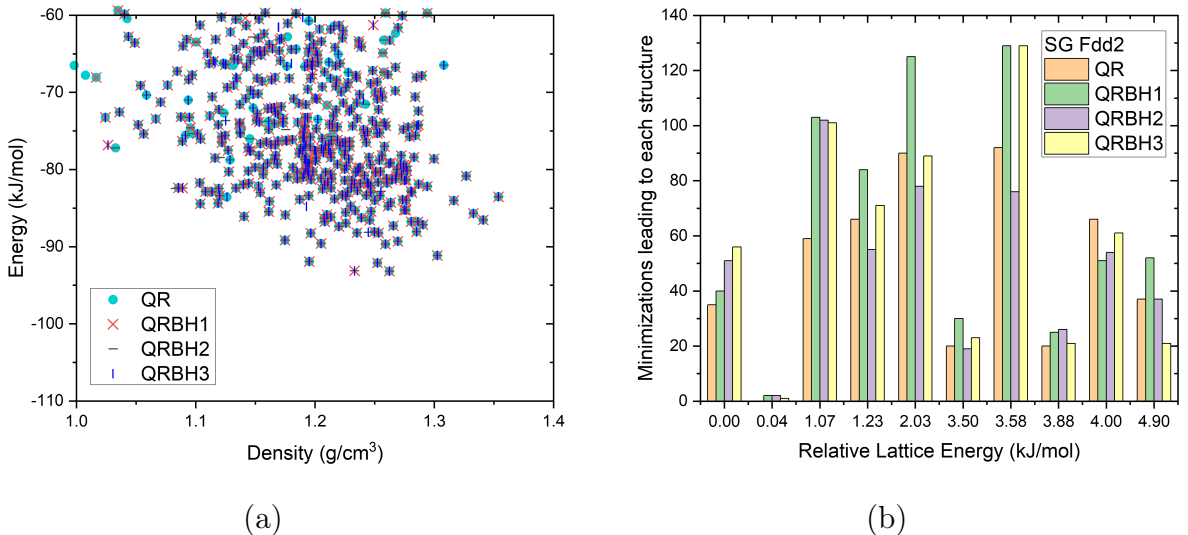 -60
-70
-80
-90
-100
-110
Energy (kJ/mol)
QR
QRBH1
QRBH2
QRBH3
1.0 1.1 1.2 1.3 1.4
Density (g/cm³)
(a)
140
120
100
80
60
40
20
0
Minimizations leading to each structure
SG Fdd2
QR
QRBH1
QRBH2
QRBH3
0.00 0.04 1.07 1.23 2.03 3.50 3.58 3.88 4.00 4.90
Relative Lattice Energy (kJ/mol)
(b)